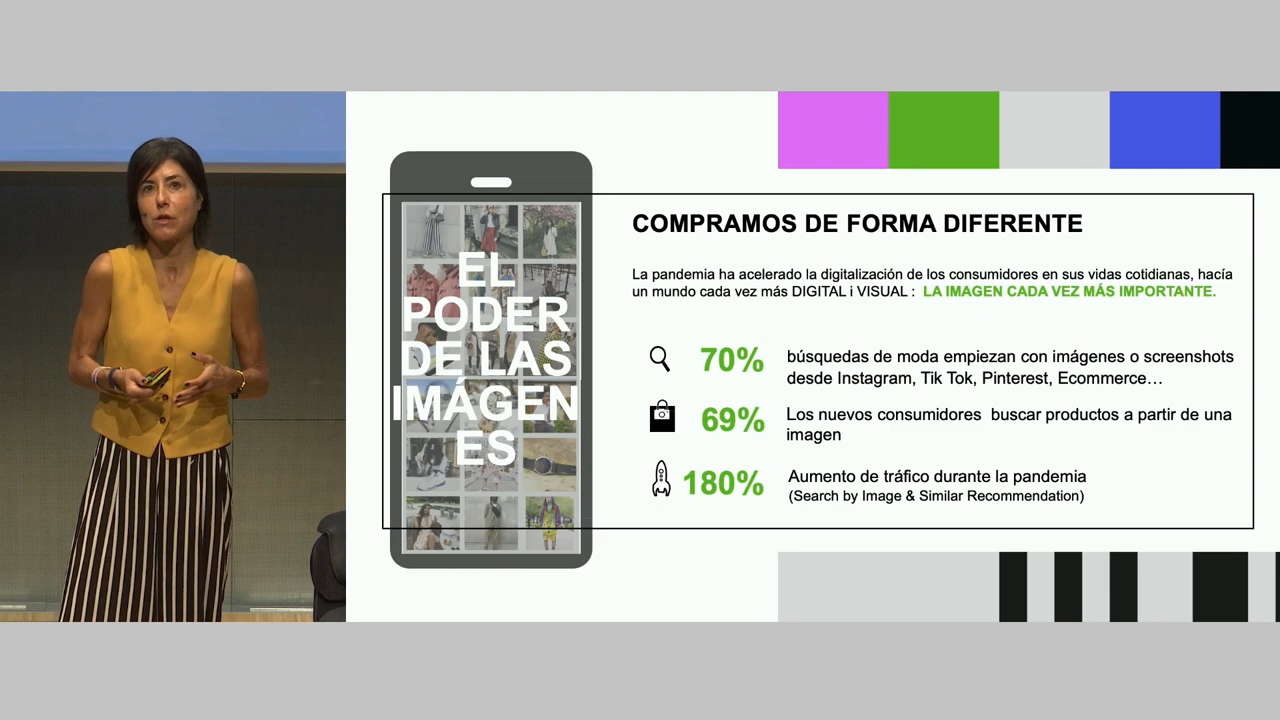 EL
PODER
DE LAS
IMÁGEN
ES
COMPRAMOS DE FORMA DIFERENTE
La pandemia ha acelerado la digitalización de los consumidores en sus vidas cotidianas, hacía
un mundo cada vez más DIGITAL i VISUAL : LA IMAGEN CADA VEZ MÁS IMPORTANTE.
70% búsquedas de moda empiezan con imágenes o screenshots
desde Instagram, Tik Tok, Pinterest, Ecommerce…
69% Los nuevos consumidores buscar productos a partir de una
imagen
180% Aumento de tráfico durante la pandemia
(Search by Image & Similar Recommendation)